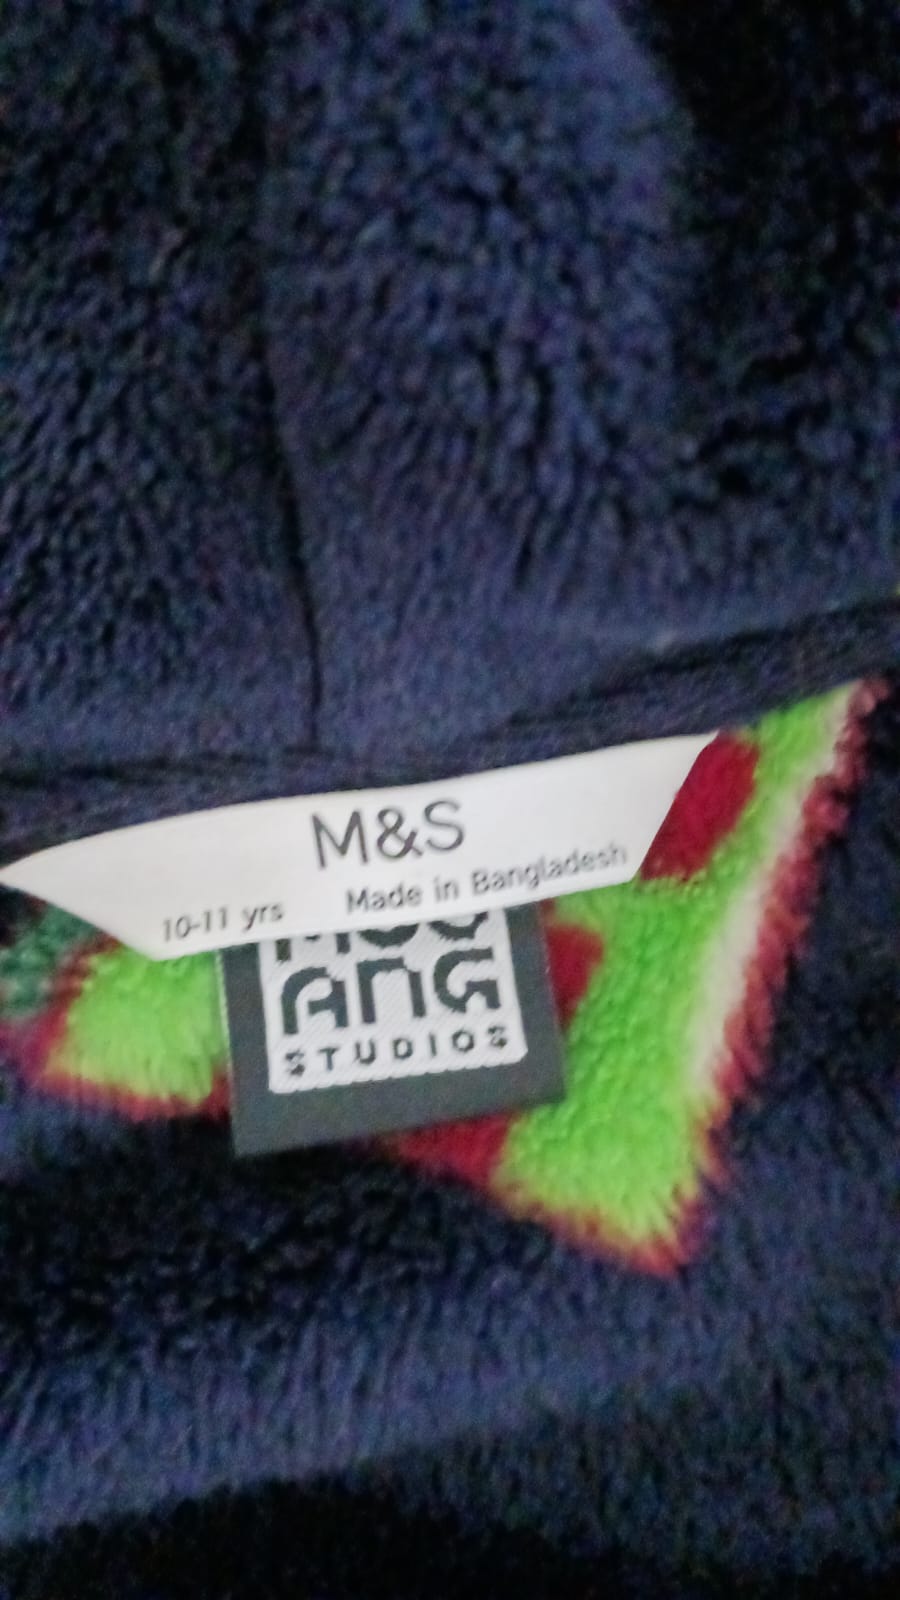 M&S
10-11 yrs Made in Bangladesh
ANG
STUDIOS